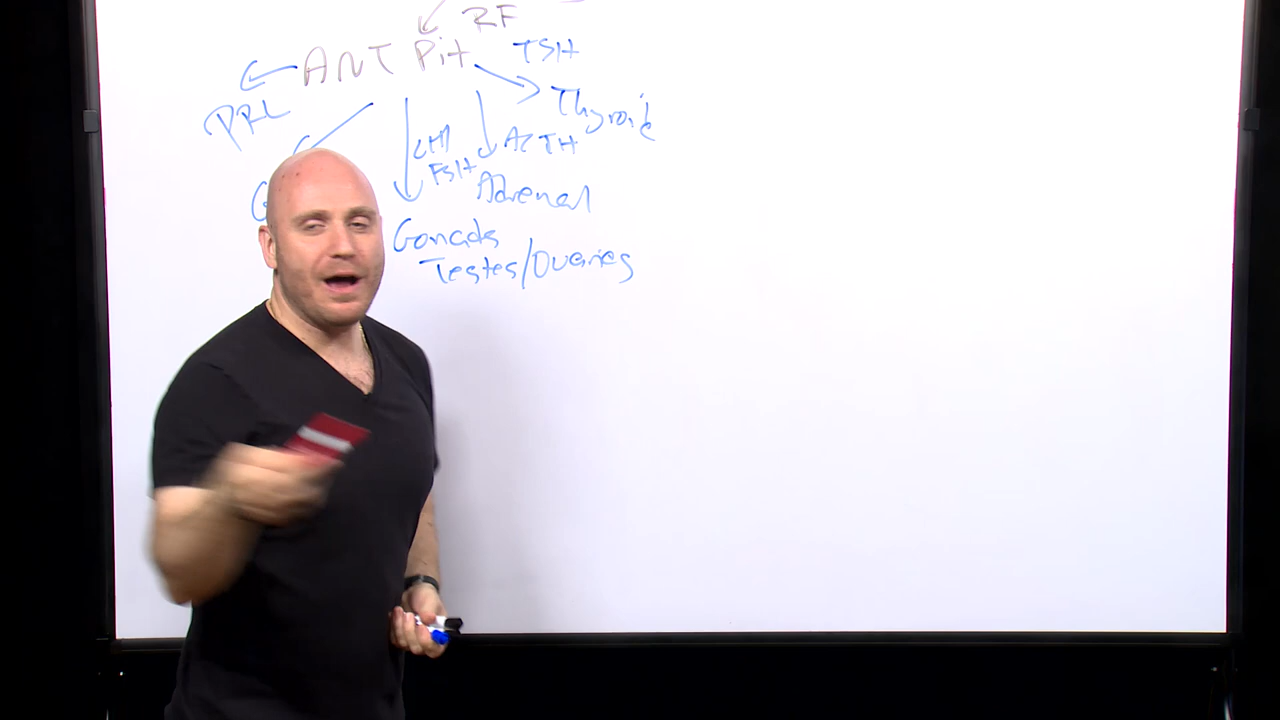 RF
ANT Pit
TSH
Thyroid
PRL
LH
FSH
ACTH
Adrenal
G
Gonads
Testes/Ovaries